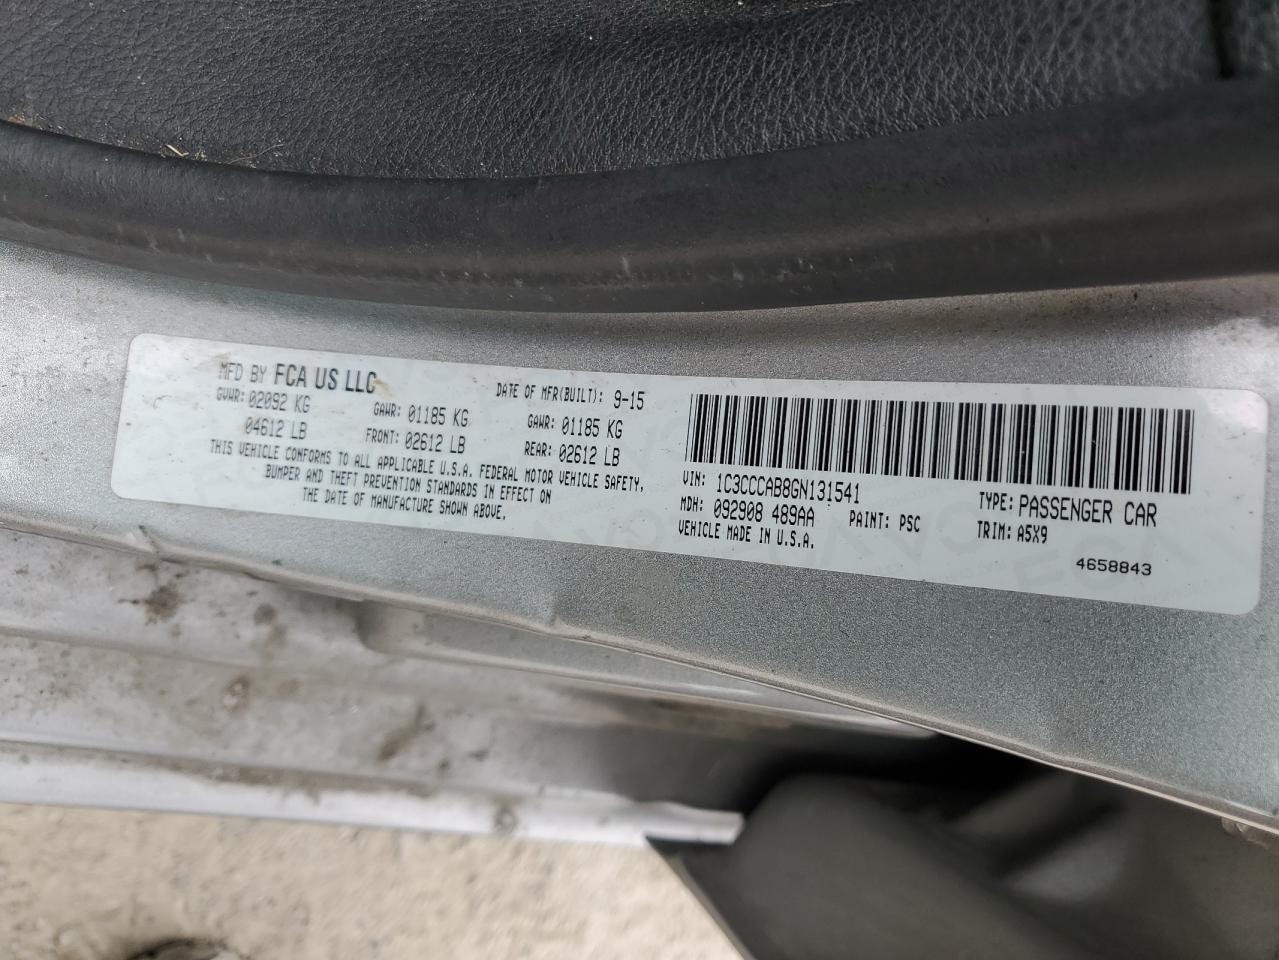 MFD BY FCA US LLC DATE OF MFR(BUILT): 9-15
GVWR: 02092 KG GAWR: 01185 KG GAWR: 01185 KG
04612 LB FRONT: 02612 LB REAR: 02612 LB
THIS VEHICLE CONFORMS TO ALL APPLICABLE U.S.A. FEDERAL MOTOR VEHICLE SAFETY,
BUMPER AND THEFT PREVENTION STANDARDS IN EFFECT ON
THE DATE OF MANUFACTURE SHOWN ABOVE.
VIN: 1C3CCCAB8GN131541 TYPE: PASSENGER CAR
MDH: 092908 489AA PAINT: PSC TRIM: A5X9
VEHICLE MADE IN U.S.A.
4658843